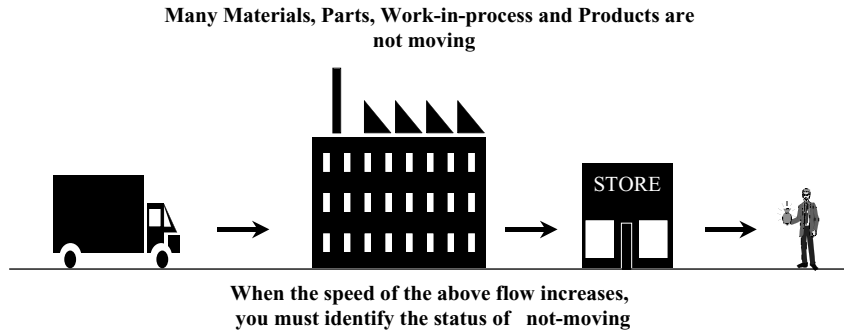 Many Materials, Parts, Work-in-process and Products are
not moving
STORE
When the speed of the above flow increases,
you must identify the status of not-moving